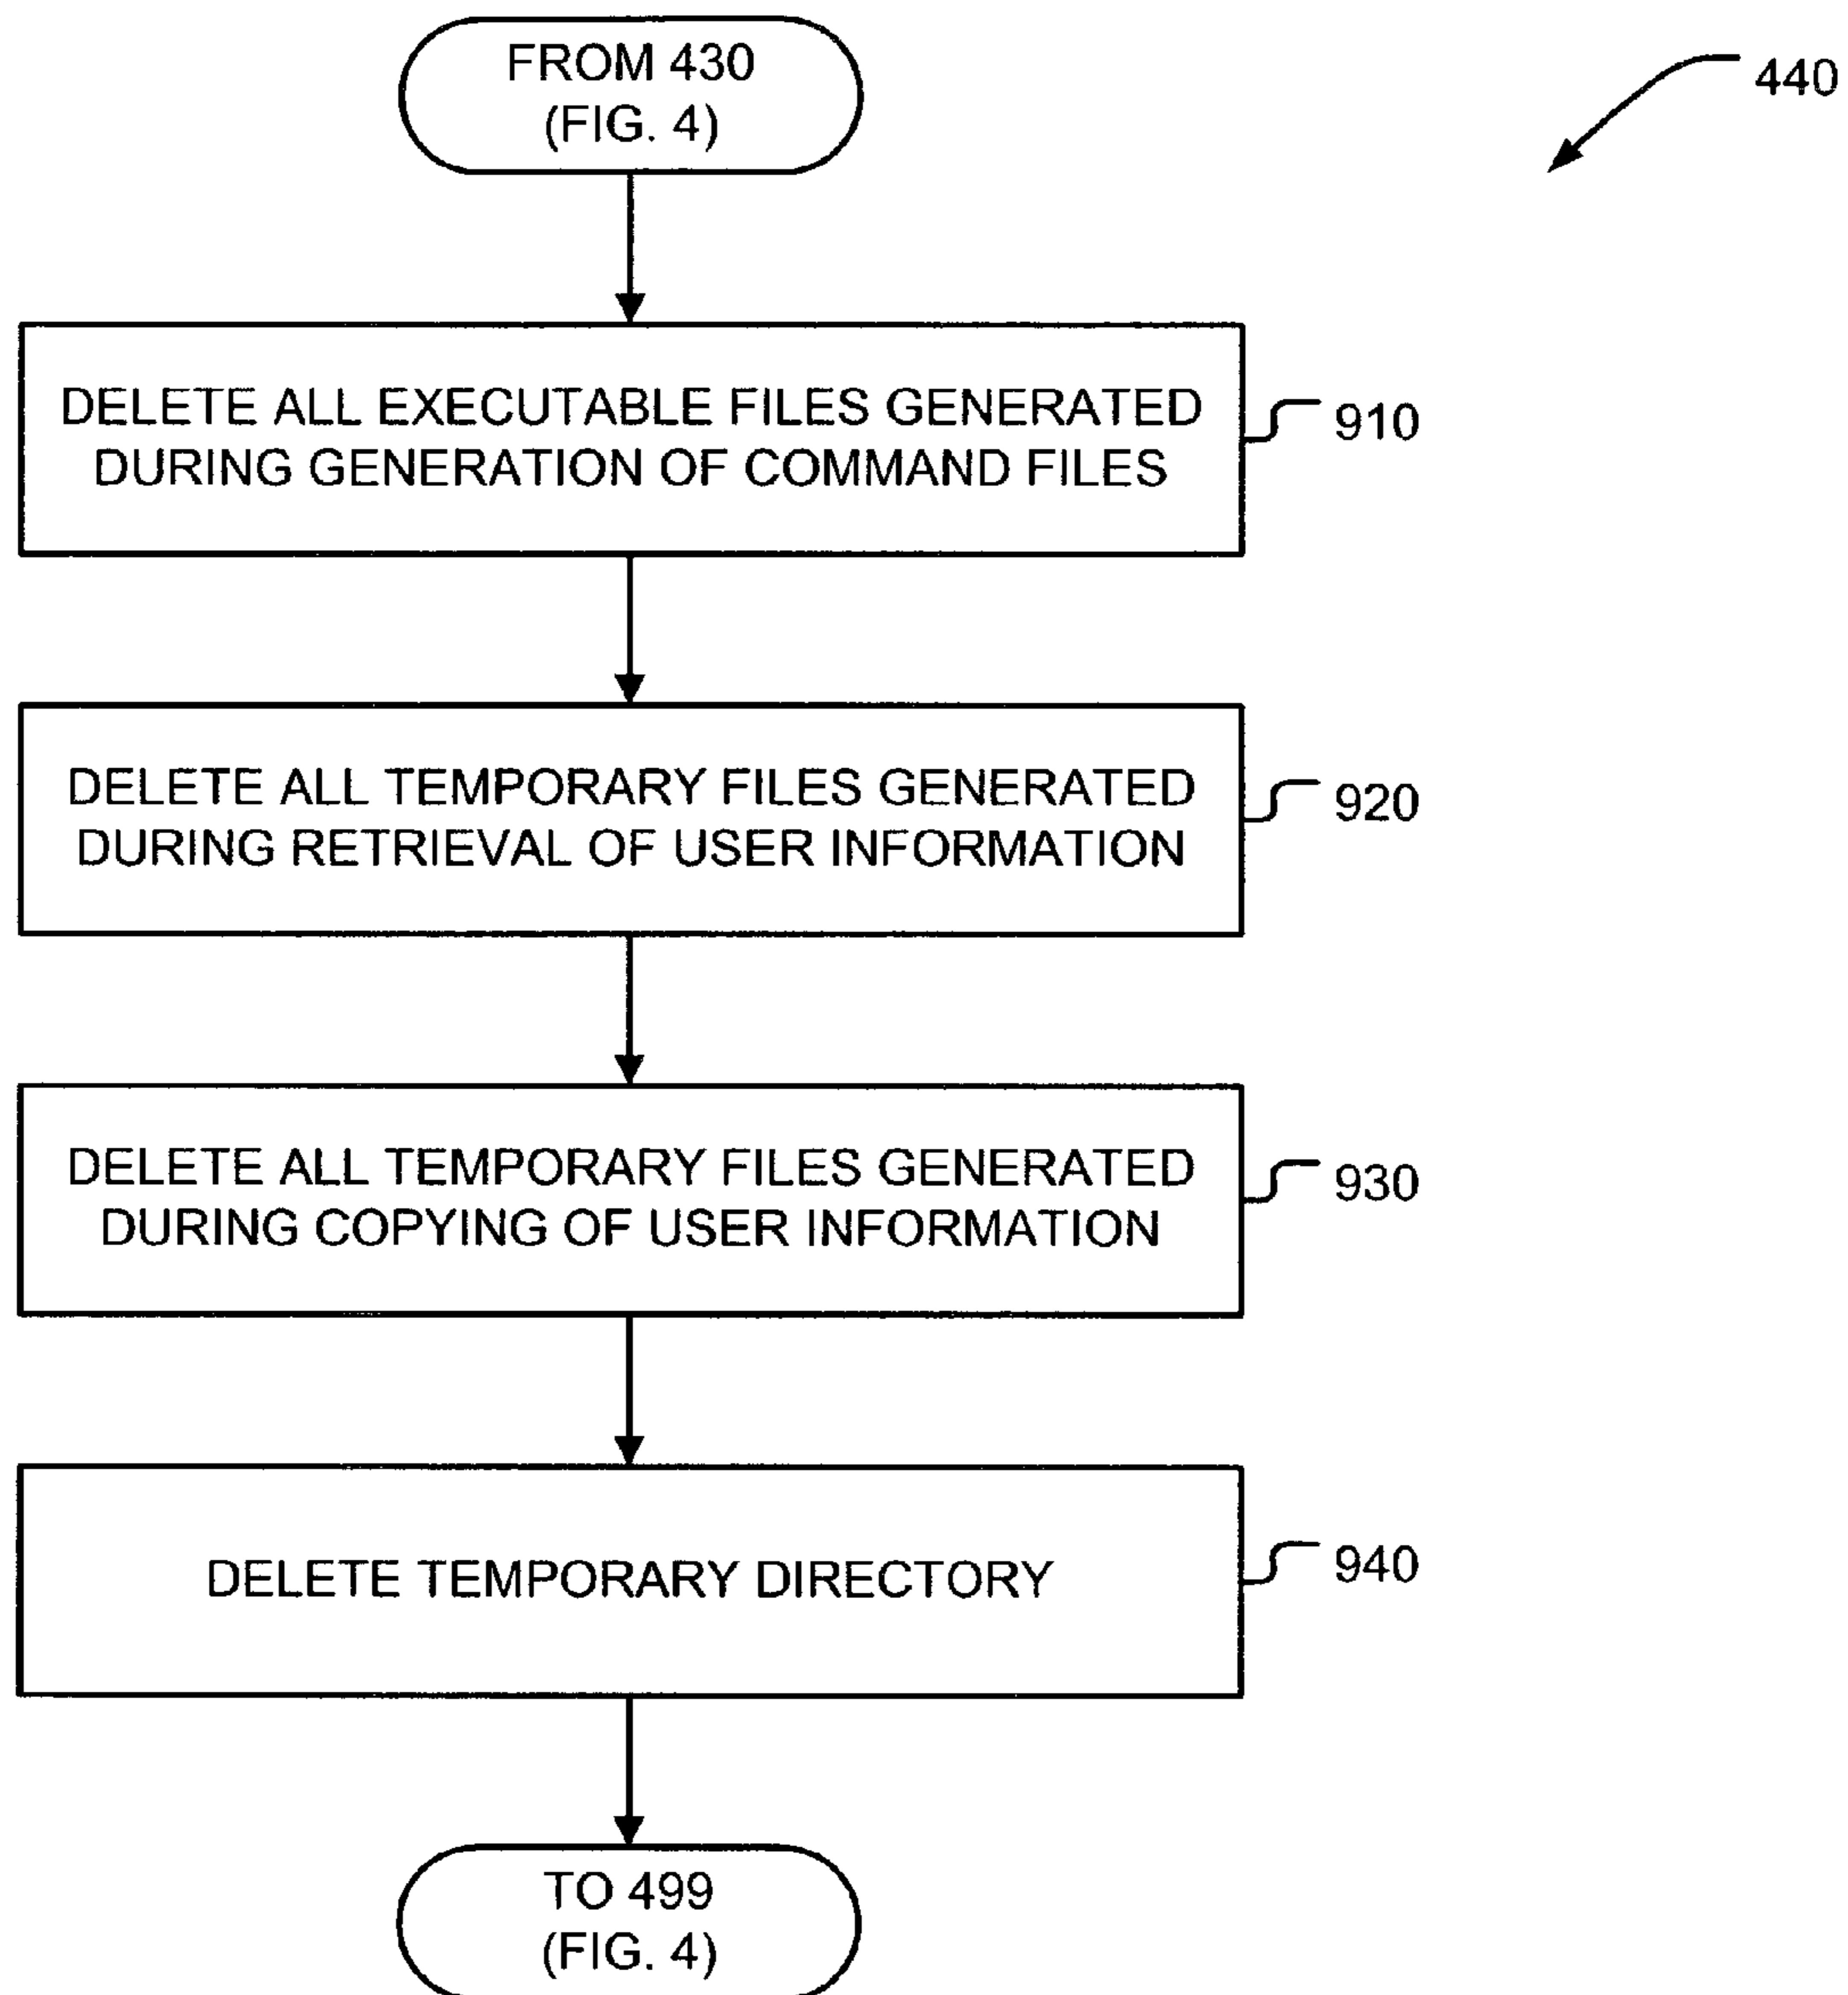 FROM 430
(FIG. 4)
440
DELETE ALL EXECUTABLE FILES GENERATED
DURING GENERATION OF COMMAND FILES
910
DELETE ALL TEMPORARY FILES GENERATED
DURING RETRIEVAL OF USER INFORMATION
920
DELETE ALL TEMPORARY FILES GENERATED
DURING COPYING OF USER INFORMATION
930
DELETE TEMPORARY DIRECTORY
940
TO 499
(FIG. 4)